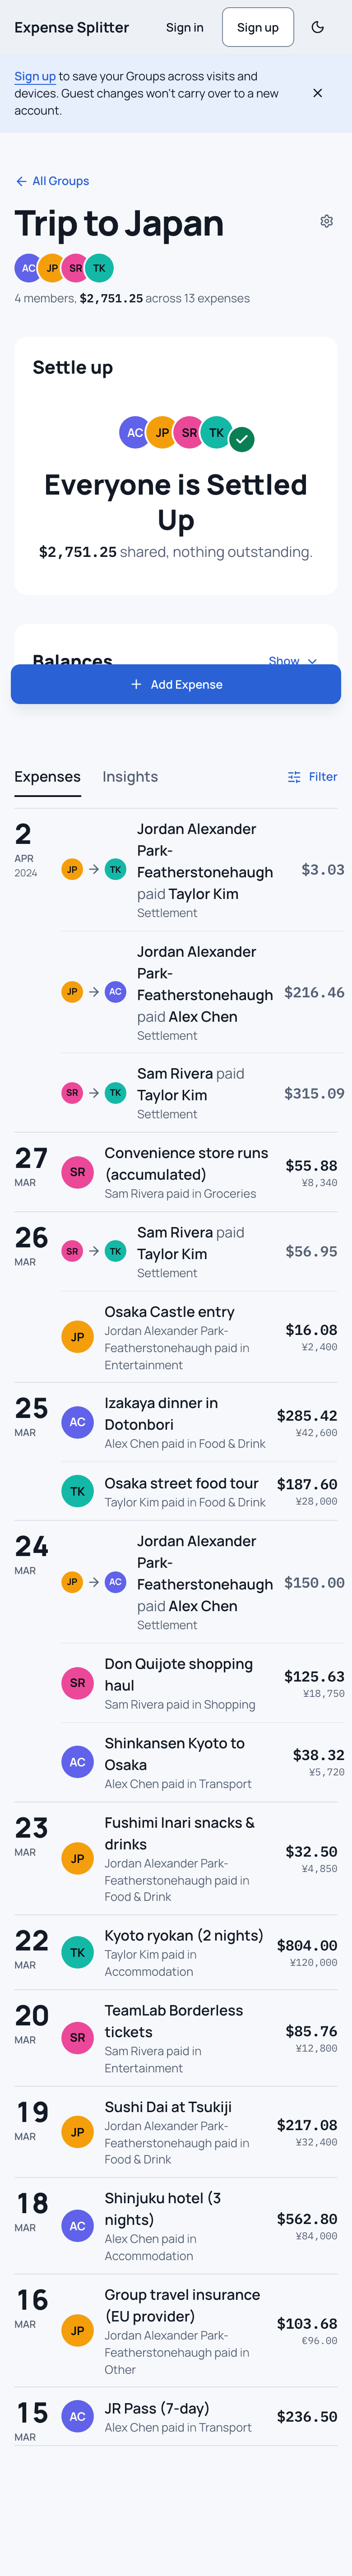 Expense Splitter
Sign in
Sign up
Sign up to save your Groups across visits and
devices. Guest changes won't carry over to a new
account.
All Groups
Trip to Japan
AC JP SR TK
4 members, $2,751.25 across 13 expenses
Settle up
AC JP SR TK
Everyone is Settled
Up
$2,751.25 shared, nothing outstanding.
Balances
Show
+ Add Expense
Expenses
Insights
Filter
2
APR
2024
JP → TK
Jordan Alexander
Park-
Featherstonehaugh
paid Taylor Kim
Settlement
$3.03
JP → AC
Jordan Alexander
Park-
Featherstonehaugh
paid Alex Chen
Settlement
$216.46
SR → TK
Sam Rivera paid
Taylor Kim
Settlement
$315.09
27
MAR
SR
Convenience store runs
(accumulated)
Sam Rivera paid in Groceries
$55.88
¥8,340
26
MAR
SR → TK
Sam Rivera paid
Taylor Kim
Settlement
$56.95
JP
Osaka Castle entry
Jordan Alexander Park-
Featherstonehaugh paid in
Entertainment
$16.08
¥2,400
25
MAR
AC
Izakaya dinner in
Dotonbori
Alex Chen paid in Food & Drink
$285.42
¥42,600
TK
Osaka street food tour
Taylor Kim paid in Food & Drink
$187.60
¥28,000
24
MAR
JP → AC
Jordan Alexander
Park-
Featherstonehaugh
paid Alex Chen
Settlement
$150.00
SR
Don Quijote shopping
haul
Sam Rivera paid in Shopping
$125.63
¥18,750
AC
Shinkansen Kyoto to
Osaka
Alex Chen paid in Transport
$38.32
¥5,720
23
MAR
JP
Fushimi Inari snacks &
drinks
Jordan Alexander Park-
Featherstonehaugh paid in
Food & Drink
$32.50
¥4,850
22
MAR
TK
Kyoto ryokan (2 nights)
Taylor Kim paid in
Accommodation
$804.00
¥120,000
20
MAR
SR
TeamLab Borderless
tickets
Sam Rivera paid in
Entertainment
$85.76
¥12,800
19
MAR
JP
Sushi Dai at Tsukiji
Jordan Alexander Park-
Featherstonehaugh paid in
Food & Drink
$217.08
¥32,400
18
MAR
AC
Shinjuku hotel (3
nights)
Alex Chen paid in
Accommodation
$562.80
¥84,000
16
MAR
JP
Group travel insurance
(EU provider)
Jordan Alexander Park-
Featherstonehaugh paid in
Other
$103.68
€96.00
15
MAR
AC
JR Pass (7-day)
Alex Chen paid in Transport
$236.50